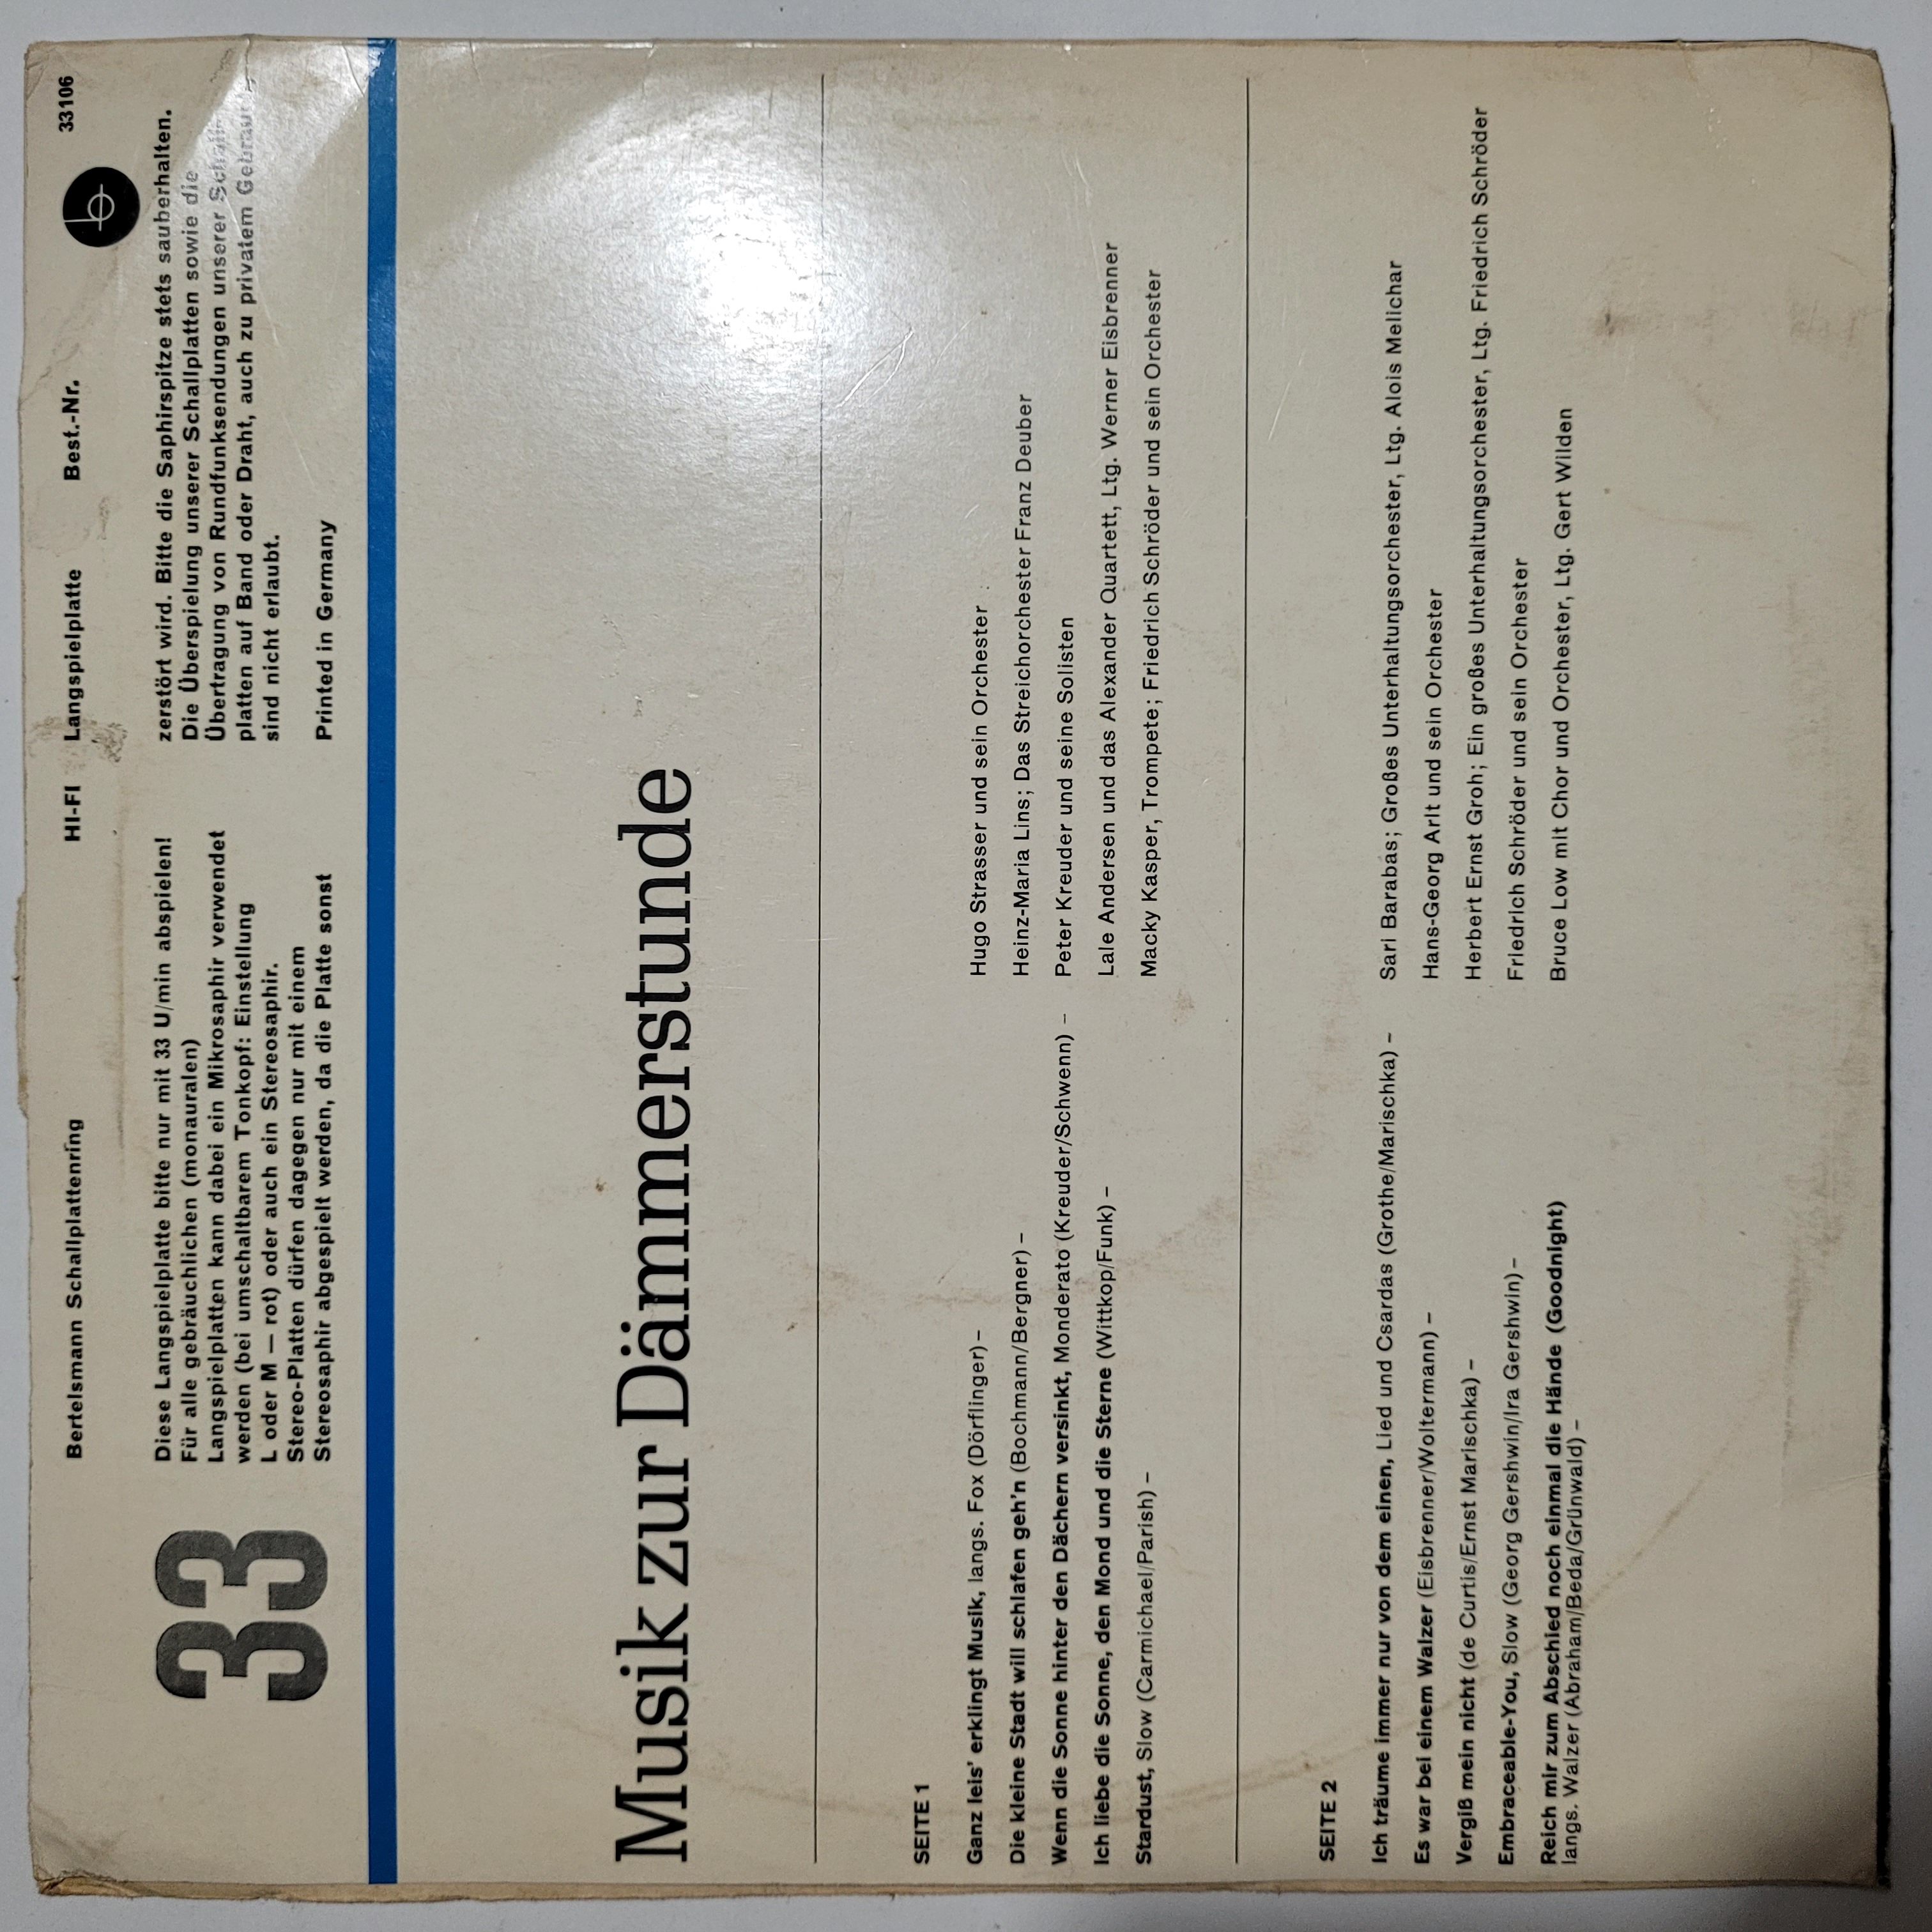 Bertelsmann Schallplattenring HI-FI Langspielplatte Best.-Nr. 33106
33
Diese Langspielplatte bitte nur mit 33 U/min abspielen!
Für alle gebräuchlichen (monauralen)
Langspielplatten kann dabei ein Mikrosaphir verwendet
werden (bei umschaltbarem Tonkopf: Einstellung
L oder M — rot) oder auch ein Stereosaphir.
Stereo-Platten dürfen dagegen nur mit einem
Stereosaphir abgespielt werden, da die Platte sonst
zerstört wird. Bitte die Saphirspitze stets sauberhalten.
Die Überspielung unserer Schallplatten sowie die
Übertragung von Rundfunksendungen unserer Schall-
platten auf Band oder Draht, auch zu privatem Gebrauch,
sind nicht erlaubt.
Printed in Germany
Musik zur Dämmerstunde
SEITE 1
Ganz leis' erklingt Musik, langs. Fox (Dörflinger) – Hugo Strasser und sein Orchester
Die kleine Stadt will schlafen geh'n (Bochmann/Bergner) – Heinz-Maria Lins; Das Streichorchester Franz Deuber
Wenn die Sonne hinter den Dächern versinkt, Monderato (Kreuder/Schwenn) – Peter Kreuder und seine Solisten
Ich liebe die Sonne, den Mond und die Sterne (Wittkop/Funk) – Lale Andersen und das Alexander Quartett, Ltg. Werner Eisbrenner
Stardust, Slow (Carmichael/Parish) – Macky Kasper, Trompete; Friedrich Schröder und sein Orchester
SEITE 2
Ich träume immer nur von dem einen, Lied und Csardas (Grothe/Marischka) – Sari Barabas; Großes Unterhaltungsorchester, Ltg. Alois Melichar
Es war bei einem Walzer (Eisbrenner/Woltermann) – Hans-Georg Arlt und sein Orchester
Vergiß mein nicht (de Curtis/Ernst Marischka) – Herbert Ernst Groh; Ein großes Unterhaltungsorchester, Ltg. Friedrich Schröder
Embraceable-You, Slow (Georg Gershwin/Ira Gershwin) – Friedrich Schröder und sein Orchester
Reich mir zum Abschied noch einmal die Hände (Goodnight) Bruce Low mit Chor und Orchester, Ltg. Gert Wilden
langs. Walzer (Abraham/Beda/Grünwald) –